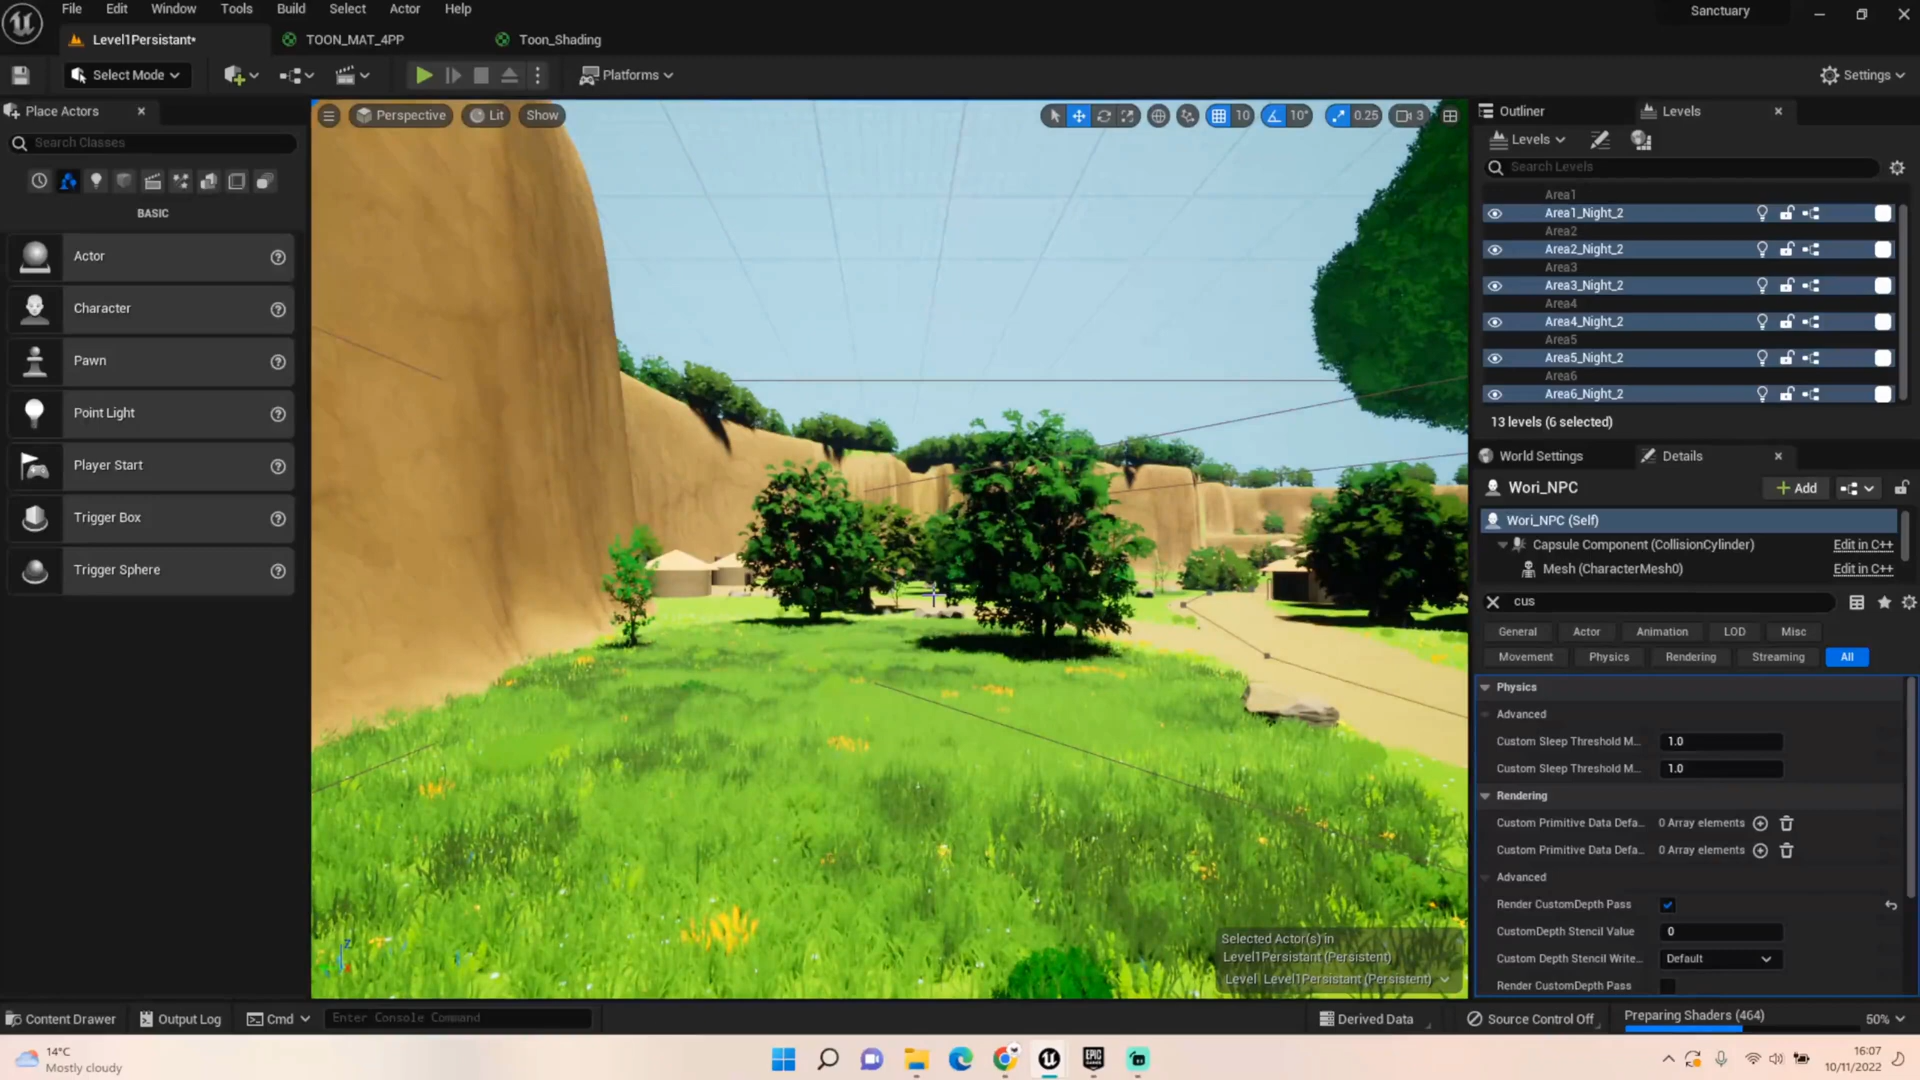 File Edit Window Tools Build Select Actor Help
Sanctuary
Level1Persistant•
TOON_MAT_4PP
Toon_Shading
Select Mode
Platforms
Settings
Place Actors
Search Classes
BASIC
Actor
Character
Pawn
Point Light
Player Start
Trigger Box
Trigger Sphere
Perspective
Lit
Show
10
10°
0.25
3
Selected Actor(s) in
Level1Persistant (Persistent)
Level: Level1Persistant (Persistent)
Outliner
Levels
Levels
Search Levels
Area1
Area1_Night_2
Area2
Area2_Night_2
Area3
Area3_Night_2
Area4
Area4_Night_2
Area5
Area5_Night_2
Area6
Area6_Night_2
13 levels (6 selected)
World Settings
Details
Wori_NPC
Add
Wori_NPC (Self)
Capsule Component (CollisionCylinder) Edit in C++
Mesh (CharacterMesh0) Edit in C++
cus
General Actor Animation LOD Misc
Movement Physics Rendering Streaming All
Physics
Advanced
Custom Sleep Threshold M... 1.0
Custom Sleep Threshold M... 1.0
Rendering
Custom Primitive Data Defa... 0 Array elements
Custom Primitive Data Defa... 0 Array elements
Advanced
Render CustomDepth Pass
CustomDepth Stencil Value 0
Custom Depth Stencil Write... Default
Render CustomDepth Pass
Content Drawer
Output Log
Cmd
Enter Console Command
Derived Data
Source Control Off
Preparing Shaders (464)
50%
14°C
Mostly cloudy
EPIC
16:07
10/11/2022